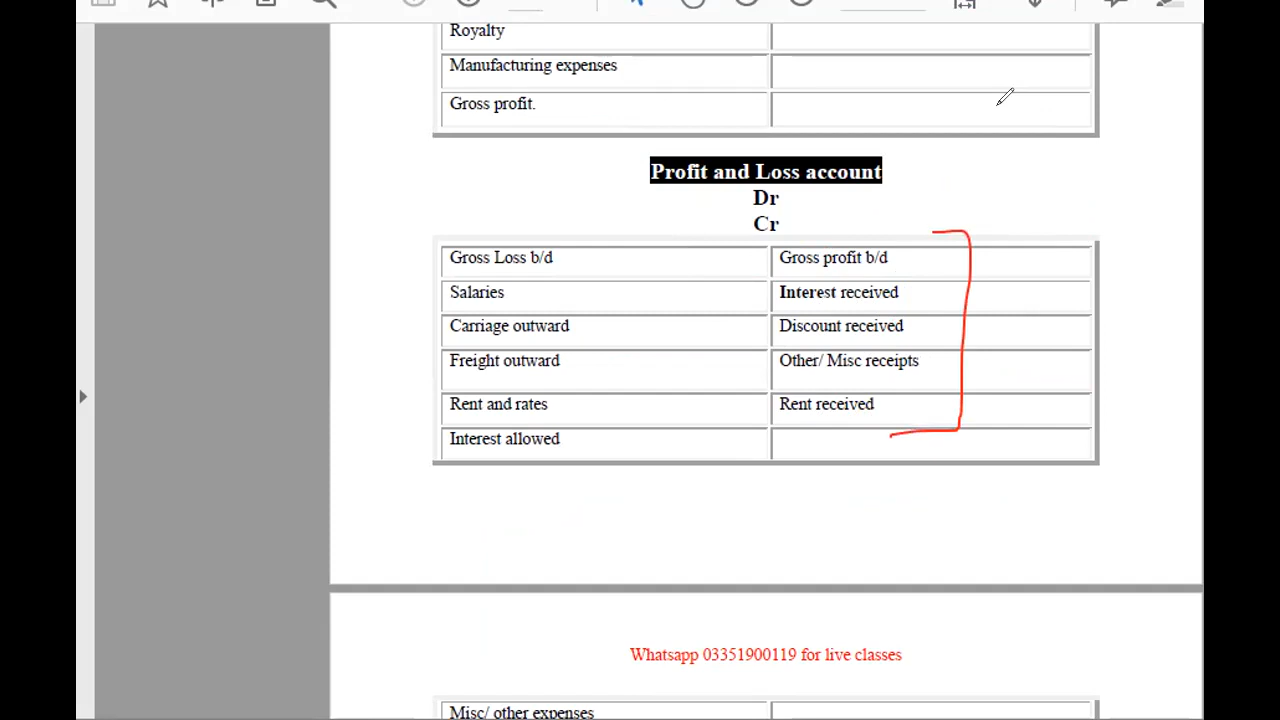 Royalty
Manufacturing expenses
Gross profit.
Profit and Loss account
Dr
Cr
Gross Loss b/d Gross profit b/d
Salaries Interest received
Carriage outward Discount received
Freight outward Other/ Misc receipts
Rent and rates Rent received
Interest allowed
Whatsapp 03351900119 for live classes
Misc/ other expenses